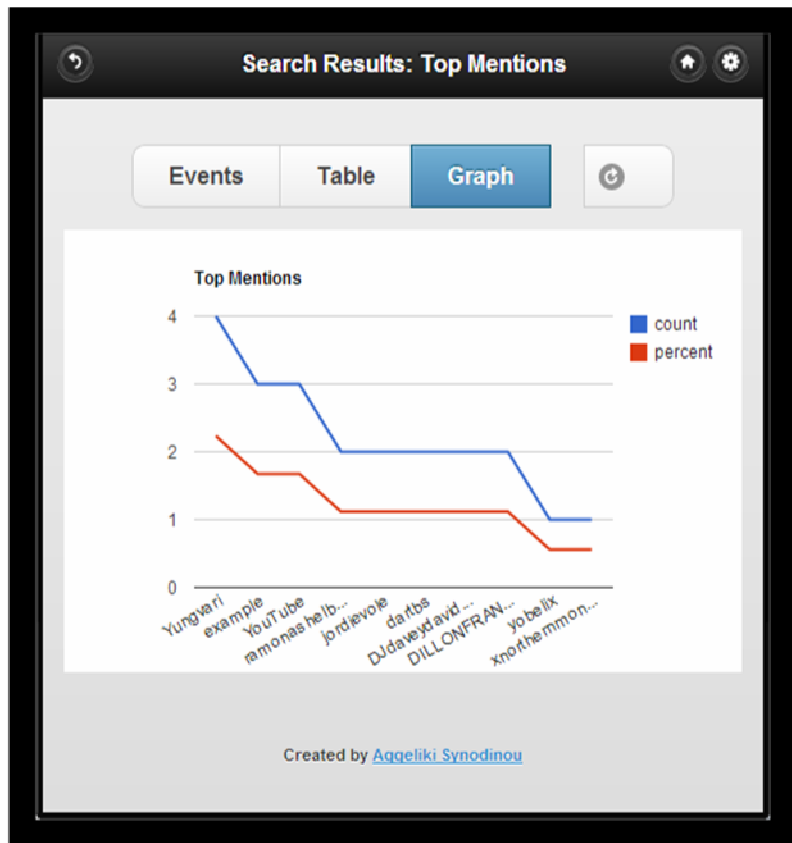 Search Results: Top Mentions
Events Table Graph
Top Mentions
4
count
percent
3
2
1
0
Yungvari
example
YouTube
ramonashelb...
jordievoie
dartbs
DJdaveydavid...
DILLONFRAN...
yobelix
xnorthernmon...
Created by Aggeliki Synodinou